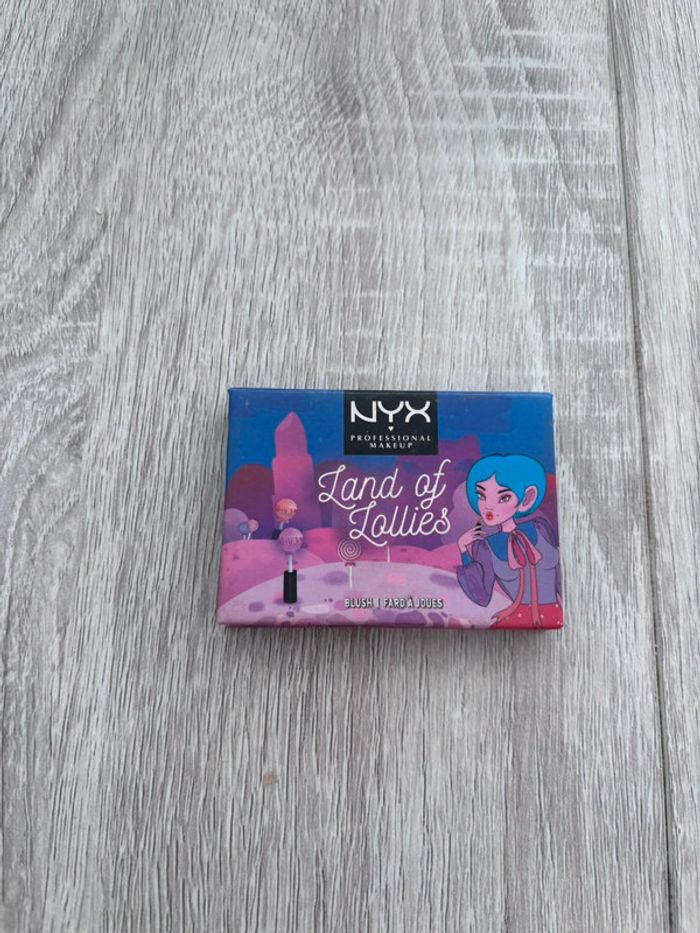 NYX
PROFESSIONAL
MAKEUP
Land of
Lollies
BLUSH | FARD À JOUES